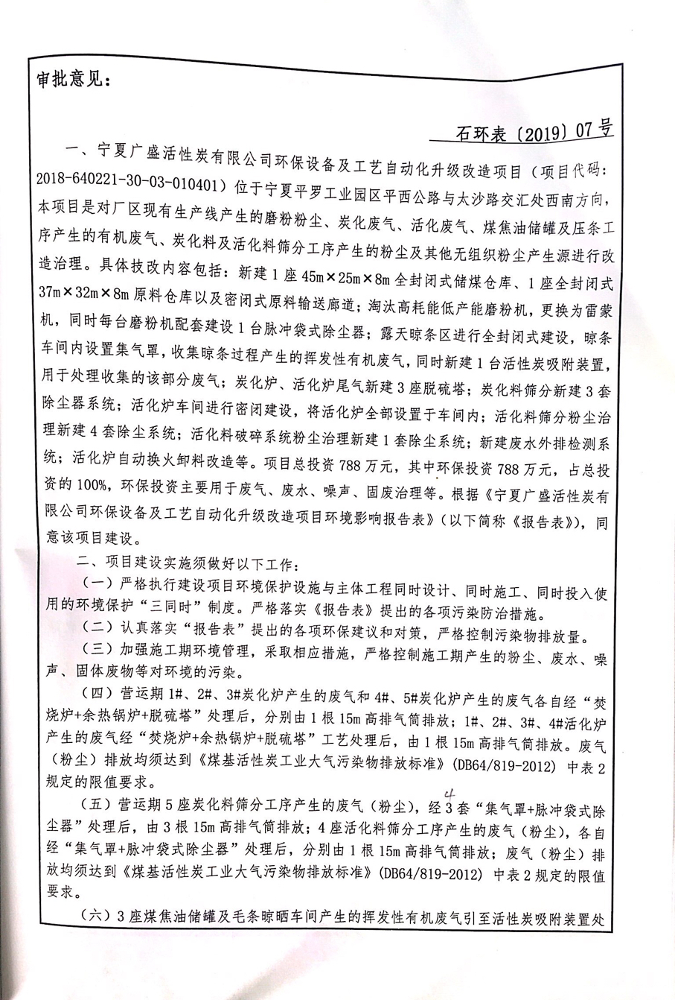 审批意见：
石环表〔2019〕07号
一、宁夏广盛活性炭有限公司环保设备及工艺自动化升级改造项目（项目代码：
2018-640221-30-03-010401）位于宁夏平罗工业园区平西公路与太沙路交汇处西南方向，
本项目是对厂区现有生产线产生的磨粉粉尘、炭化废气、活化废气、煤焦油储罐及压条工
序产生的有机废气、炭化料及活化料筛分工序产生的粉尘及其他无组织粉尘产生源进行改
造治理。具体技改内容包括：新建1座45m×25m×8m全封闭式储煤仓库、1座全封闭式
37m×32m×8m原料仓库以及密闭式原料输送廊道；淘汰高耗能低产能磨粉机，更换为雷蒙
机，同时每台磨粉机配套建设1台脉冲袋式除尘器；露天晾条区进行全封闭式建设，晾条
车间内设置集气罩，收集晾条过程产生的挥发性有机废气，同时新建1台活性炭吸附装置，
用于处理收集的该部分废气；炭化炉、活化炉尾气新建3座脱硫塔；炭化料筛分新建3套
除尘器系统；活化炉车间进行密闭建设，将活化炉全部设置于车间内；活化料筛分粉尘治
理新建4套除尘系统；活化料破碎系统粉尘治理新建1套除尘系统；新建废水外排检测系
统；活化炉自动换火卸料改造等。项目总投资788万元，其中环保投资788万元，占总投
资的100%，环保投资主要用于废气、废水、噪声、固废治理等。根据《宁夏广盛活性炭有
限公司环保设备及工艺自动化升级改造项目环境影响报告表》（以下简称《报告表》），同
意该项目建设。
二、项目建设实施须做好以下工作：
（一）严格执行建设项目环境保护设施与主体工程同时设计、同时施工、同时投入使
用的环境保护“三同时”制度。严格落实《报告表》提出的各项污染防治措施。
（二）认真落实“报告表”提出的各项环保建议和对策，严格控制污染物排放量。
（三）加强施工期环境管理，采取相应措施，严格控制施工期产生的粉尘、废水、噪
声、固体废物等对环境的污染。
（四）营运期1#、2#、3#炭化炉产生的废气和4#、5#炭化炉产生的废气各自经“焚
烧炉+余热锅炉+脱硫塔”处理后，分别由1根15m高排气筒排放；1#、2#、3#、4#活化炉
产生的废气经“焚烧炉+余热锅炉+脱硫塔”工艺处理后，由1根15m高排气筒排放。废气
（粉尘）排放均须达到《煤基活性炭工业大气污染物排放标准》(DB64/819-2012) 中表2
规定的限值要求。
4
（五）营运期5座炭化料筛分工序产生的废气（粉尘），经3套“集气罩+脉冲袋式除
尘器”处理后，由3根15m高排气筒排放；4座活化料筛分工序产生的废气（粉尘），各自
经“集气罩+脉冲袋式除尘器”处理后，分别由1根15m高排气筒排放；废气（粉尘）排
放均须达到《煤基活性炭工业大气污染物排放标准》(DB64/819-2012) 中表2规定的限值
要求。
（六）3座煤焦油储罐及毛条晾晒车间产生的挥发性有机废气引至活性炭吸附装置处